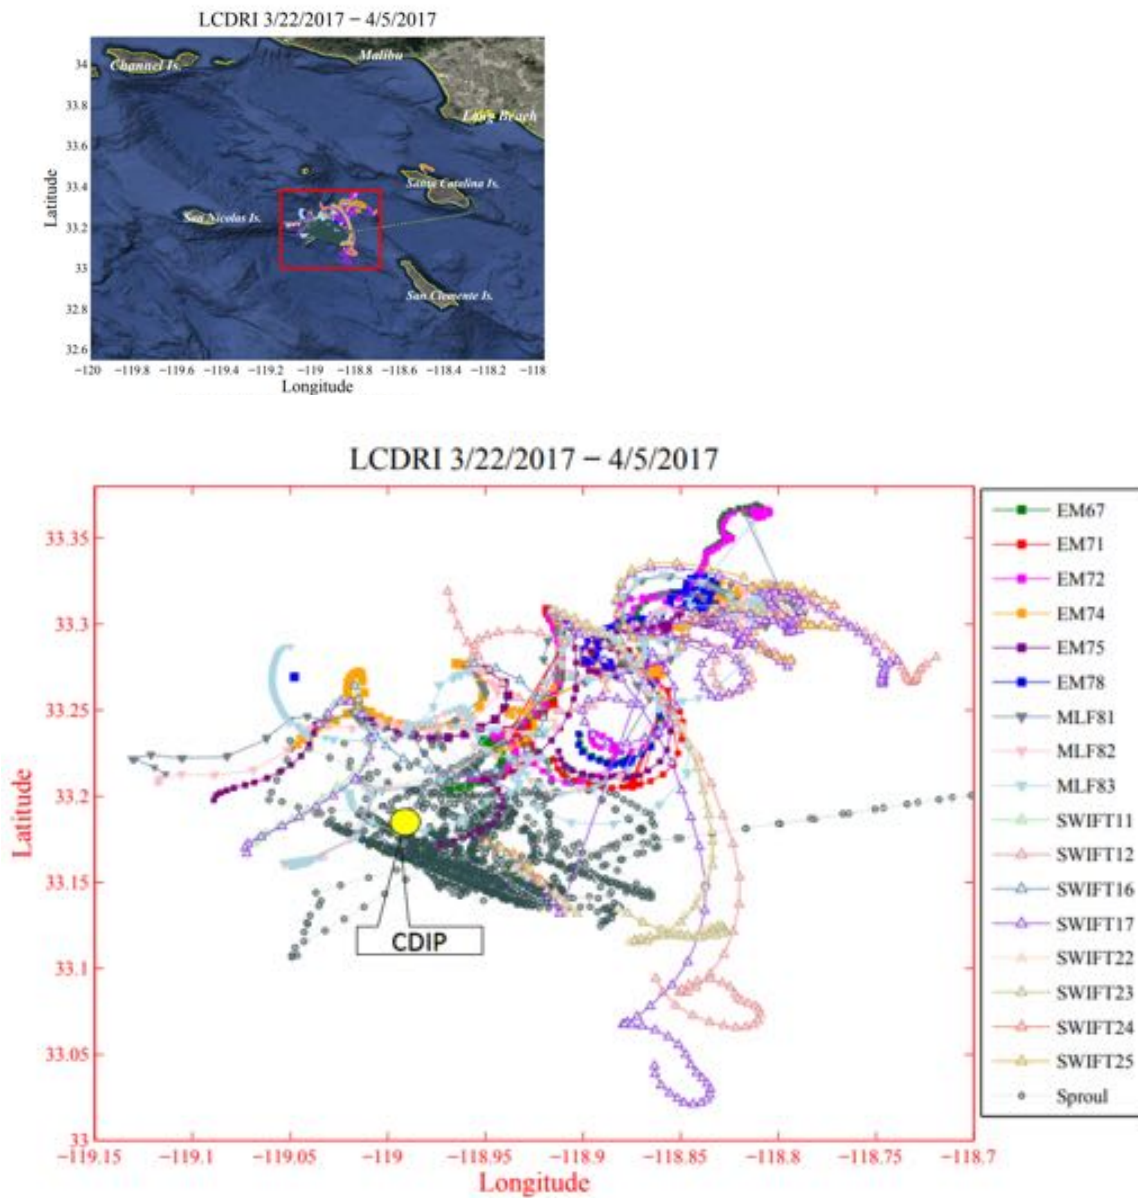 LCDRI 3/22/2017 − 4/5/2017
Channel Is.
Malibu
Long Beach
Santa Catalina Is.
San Nicolas Is.
San Clemente Is.
34
33.8
33.6
33.4
33.2
33
32.8
32.6
Latitude
−120 −119.8 −119.6 −119.4 −119.2 −119 −118.8 −118.6 −118.4 −118.2 −118
Longitude
LCDRI 3/22/2017 − 4/5/2017
33.35
33.3
33.25
33.2
33.15
33.1
33.05
33
Latitude
CDIP
−119.15 −119.1 −119.05 −119 −118.95 −118.9 −118.85 −118.8 −118.75 −118.7
Longitude
EM67
EM71
EM72
EM74
EM75
EM78
MLF81
MLF82
MLF83
SWIFT11
SWIFT12
SWIFT16
SWIFT17
SWIFT22
SWIFT23
SWIFT24
SWIFT25
Sproul